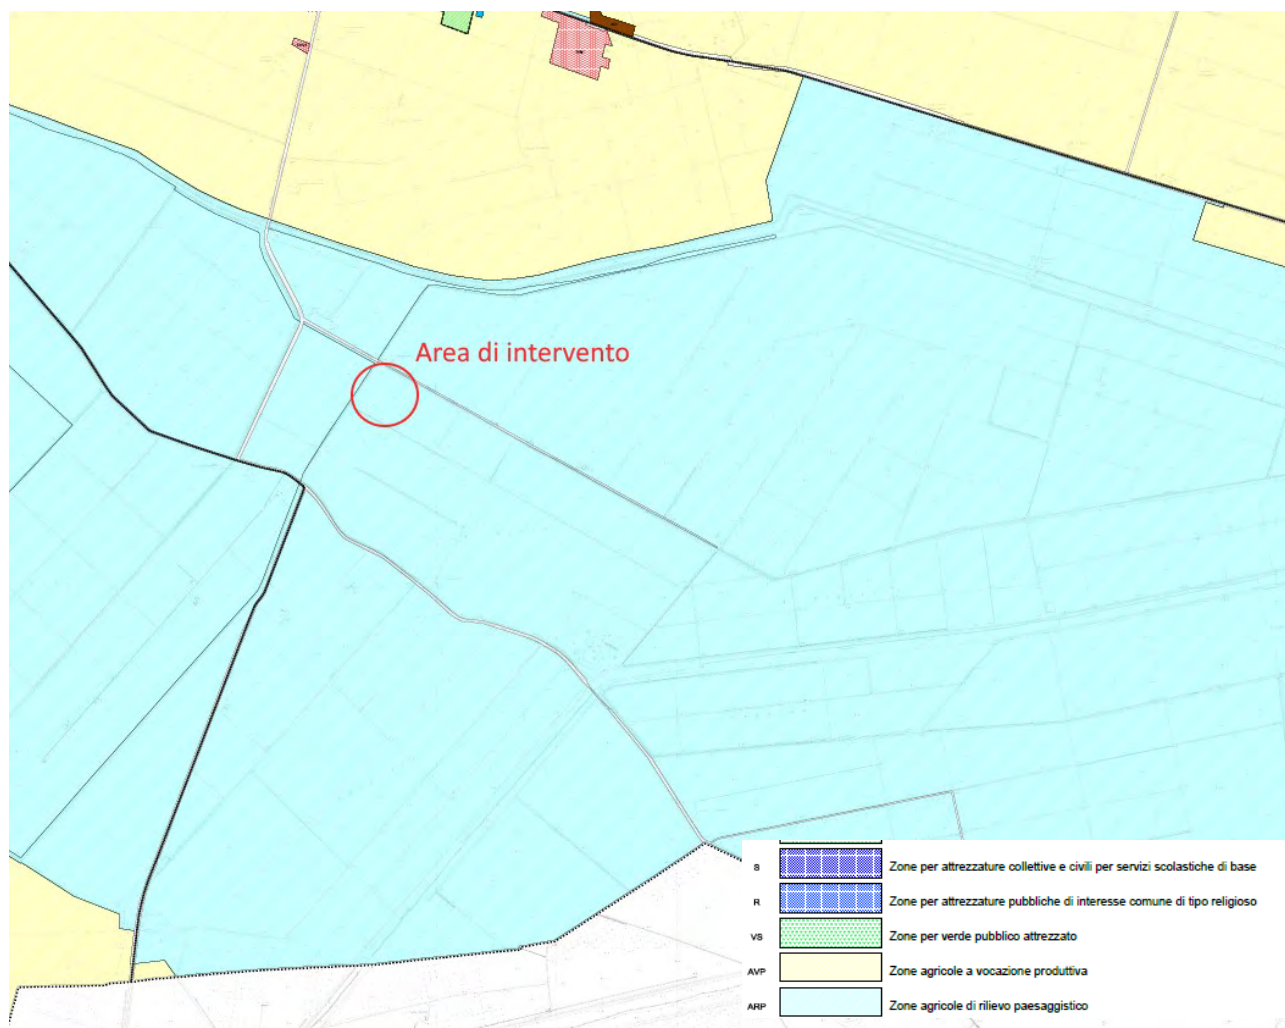 Area di intervento
S Zone per attrezzature collettive e civili per servizi scolastiche di base
R Zone per attrezzature pubbliche di interesse comune di tipo religioso
VS Zone per verde pubblico attrezzato
AVP Zone agricole a vocazione produttiva
ARP Zone agricole di rilievo paesaggistico